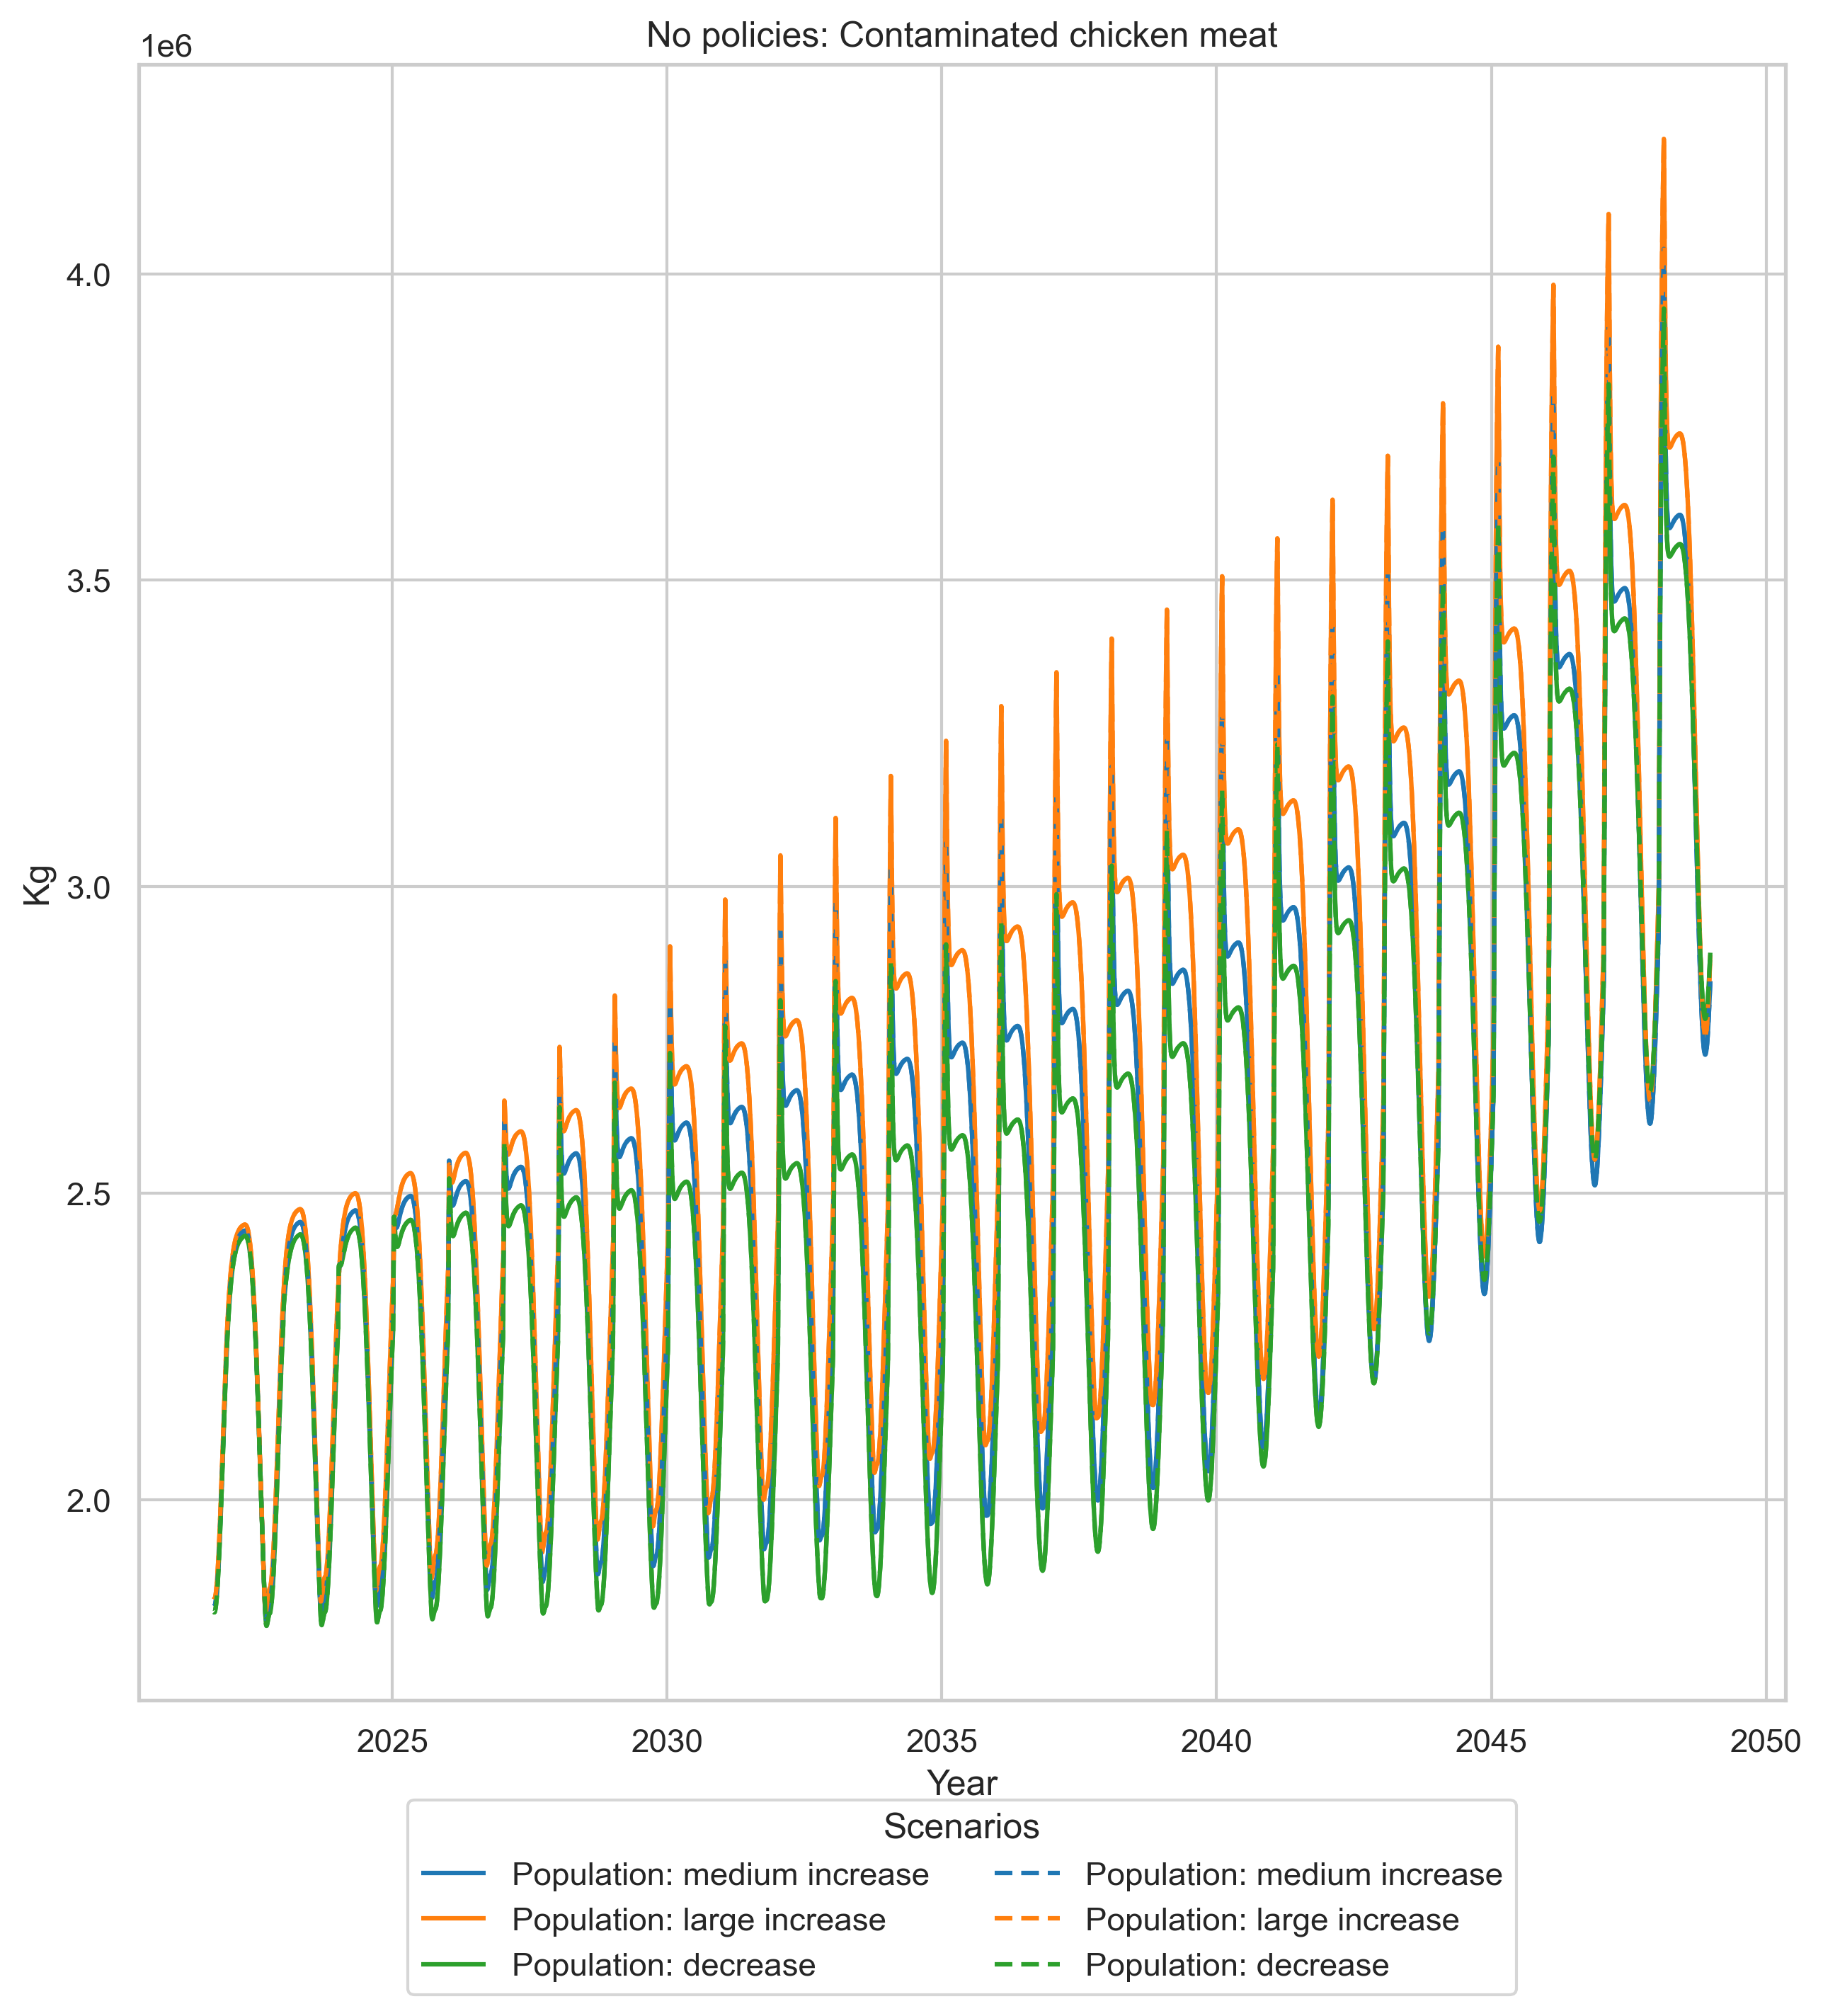 No policies: Contaminated chicken meat
1e6
4.0
3.5
3.0
2.5
2.0
Kg
2025 2030 2035 2040 2045 2050
Year
Scenarios
Population: medium increase Population: medium increase
Population: large increase Population: large increase
Population: decrease Population: decrease